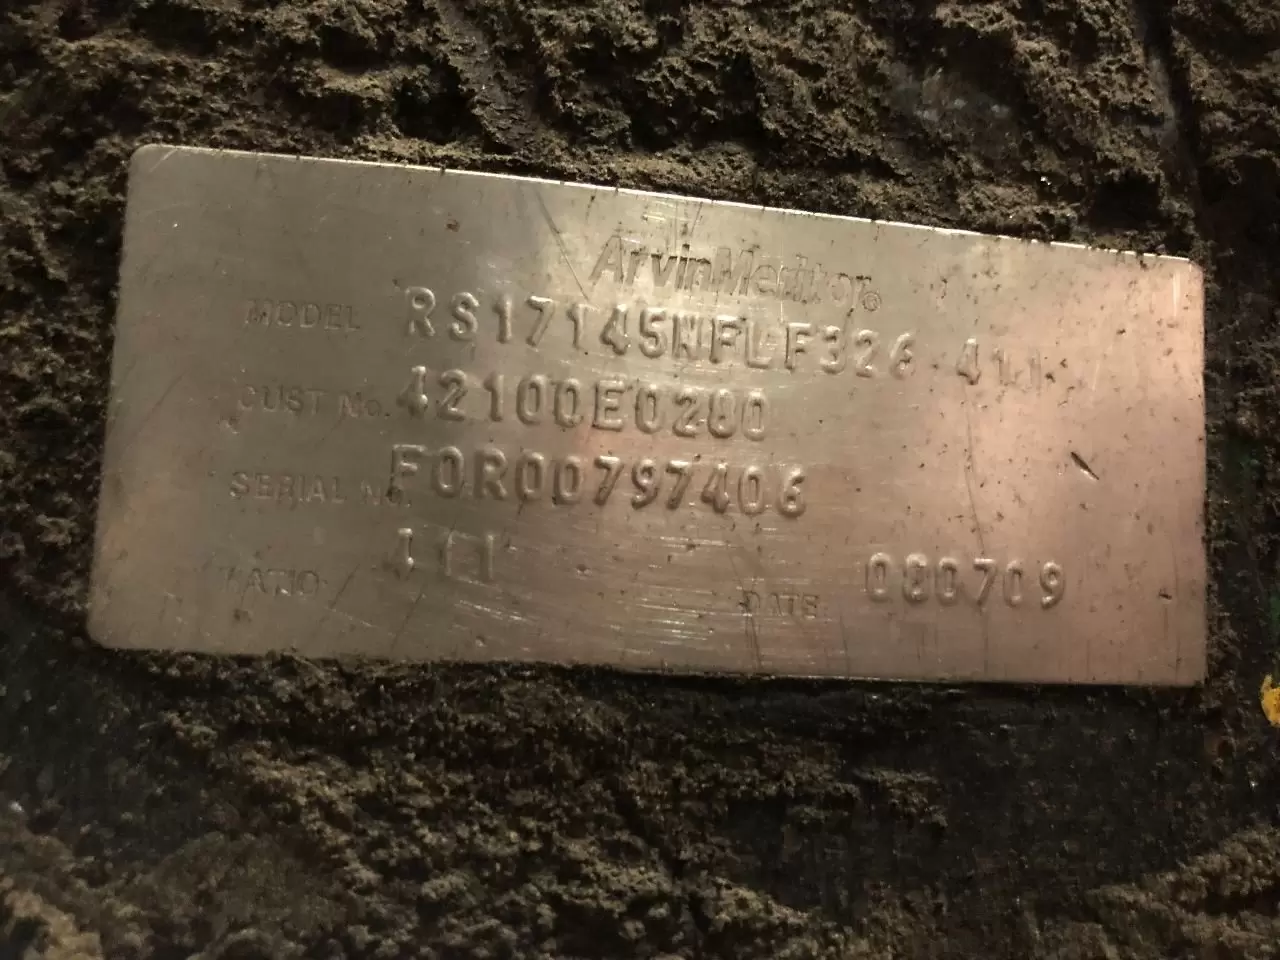 ArvinMeritor®
MODEL RS17145NFLF326 411
CUST No. 42100E0280
SERIAL No. FOR00797406
RATIO 411 DATE 080709